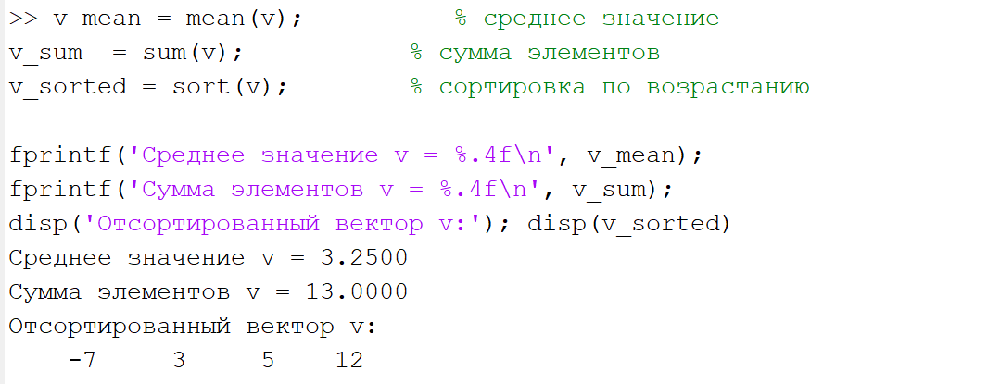 >> v_mean = mean(v);          % среднее значение
v_sum  = sum(v);           % сумма элементов
v_sorted = sort(v);        % сортировка по возрастанию
fprintf('Среднее значение v = %.4f\n', v_mean);
fprintf('Сумма элементов v = %.4f\n', v_sum);
disp('Отсортированный вектор v:'); disp(v_sorted)
Среднее значение v = 3.2500
Сумма элементов v = 13.0000
Отсортированный вектор v:
    -7     3     5    12